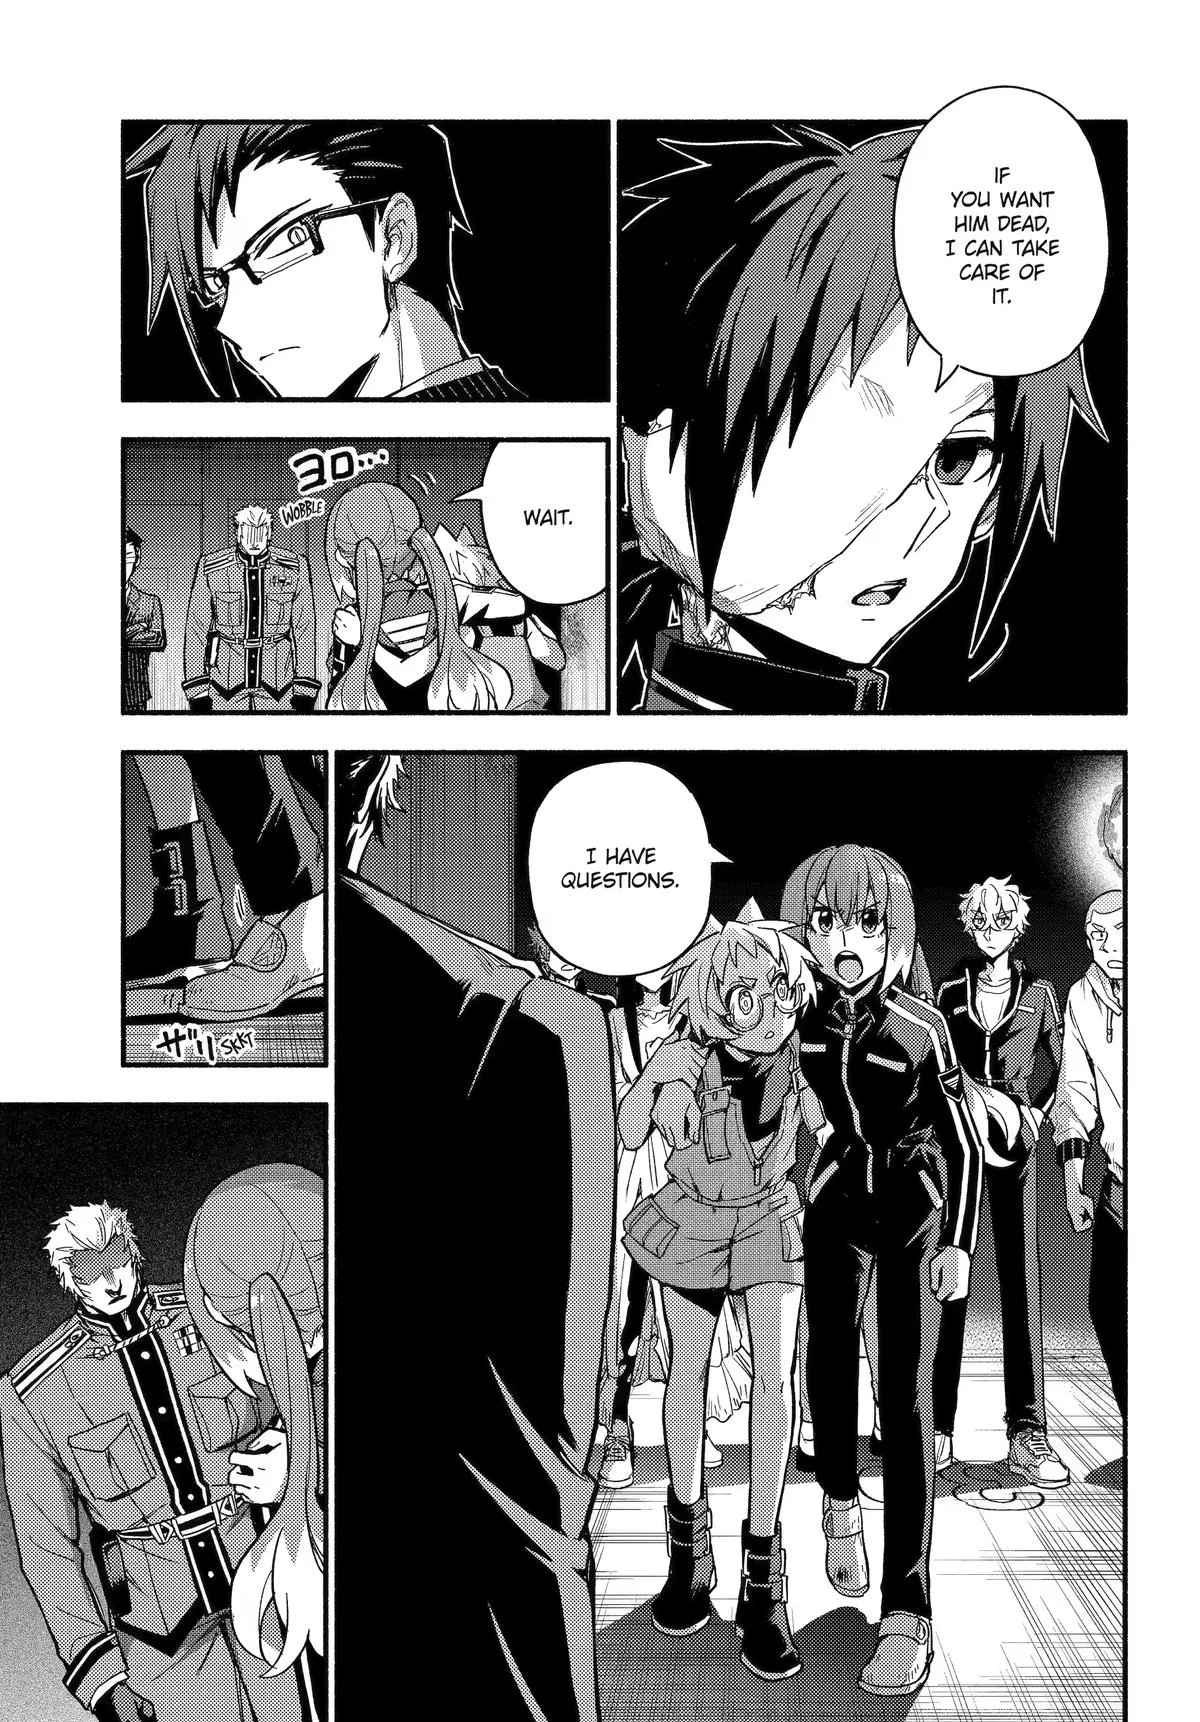 IF
YOU WANT
HIM DEAD,
I CAN TAKE
CARE OF
IT.
WAIT.
ヨロ…
WOBBLE
I HAVE
QUESTIONS.
ザリ
SKKT